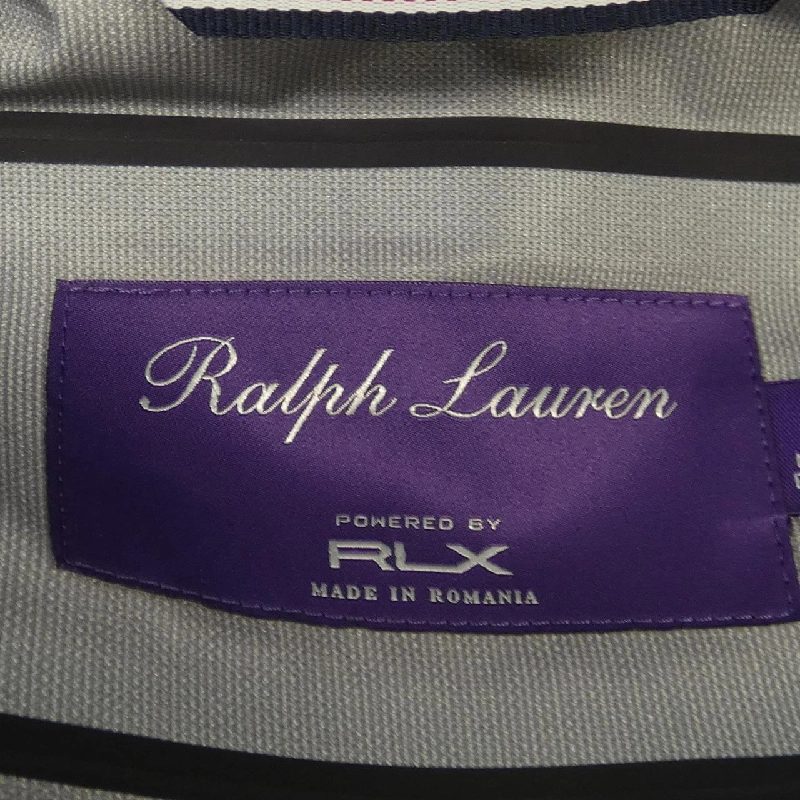 Ralph Lauren
POWERED BY
RLX
MADE IN ROMANIA